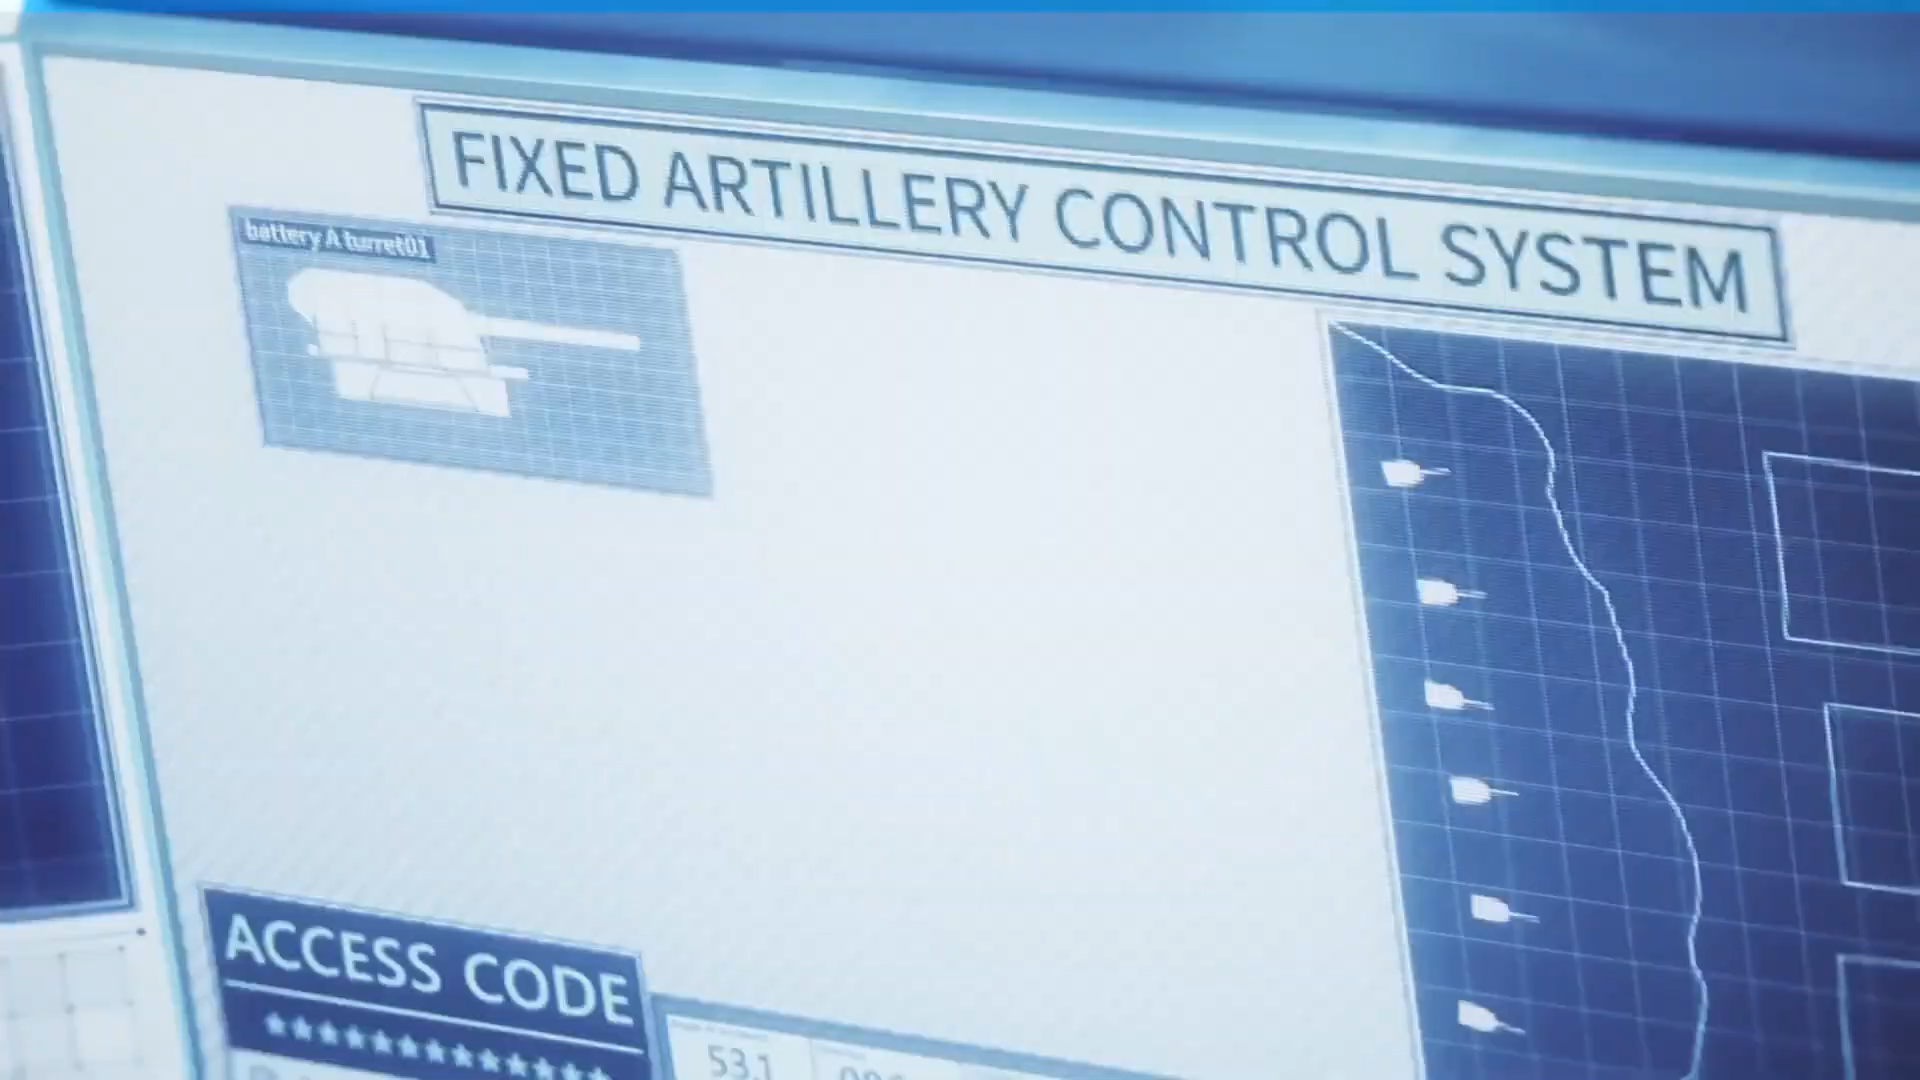 FIXED ARTILLERY CONTROL SYSTEM
battery A turret01
ACCESS CODE
*************
53.1